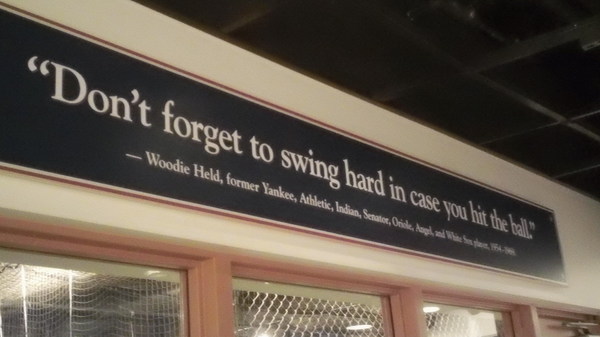 “Don’t forget to swing hard in case you hit the ball.”
— Woodie Held, former Yankee, Athletic, Indian, Senator, Oriole, Angel, and White Sox player, 1954-1969